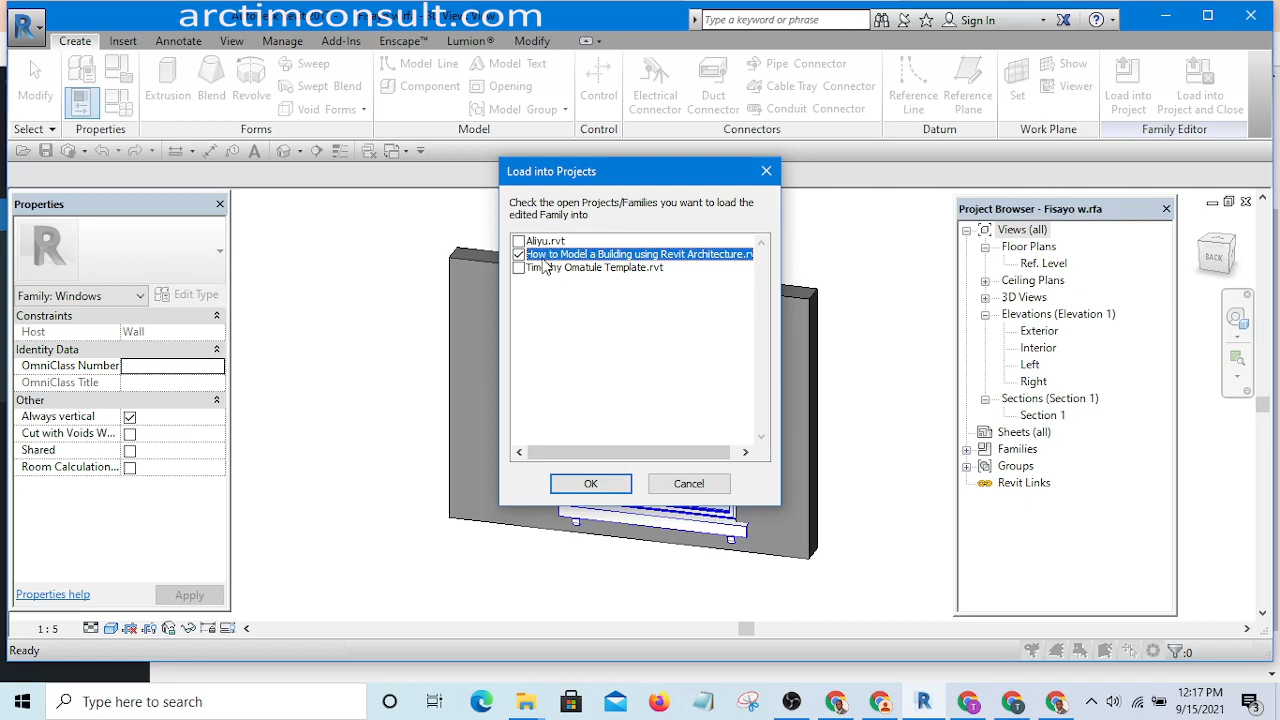 arctimconsult.com
Type a keyword or phrase
Sign In
Create Insert Annotate View Manage Add-Ins Enscape™ Lumion® Modify
Modify
Select
Properties
Extrusion Blend Revolve
Sweep
Swept Blend
Void Forms
Forms
Model Line
Component
Model Text
Opening
Model Group
Model
Control
Control
Electrical Connector
Duct Connector
Pipe Connector
Cable Tray Connector
Conduit Connector
Connectors
Reference Line
Reference Plane
Datum
Set
Show
Viewer
Work Plane
Load into Project
Load into Project and Close
Family Editor
Properties
R
Family: Windows
Edit Type
Constraints
Host Wall
Identity Data
OmniClass Number
OmniClass Title
Other
Always vertical
Cut with Voids W...
Shared
Room Calculation...
Properties help
Apply
Load into Projects
Check the open Projects/Families you want to load the
edited Family into
Aliyu.rvt
How to Model a Building using Revit Architecture.rv
Omatule Template.rvt
OK
Cancel
BACK
Project Browser - Fisayo w.rfa
Views (all)
Floor Plans
Ref. Level
Ceiling Plans
3D Views
Elevations (Elevation 1)
Exterior
Interior
Left
Right
Sections (Section 1)
Section 1
Sheets (all)
Families
Groups
Revit Links
1 : 5
Ready
:0
Type here to search
12:17 PM
9/15/2021
3